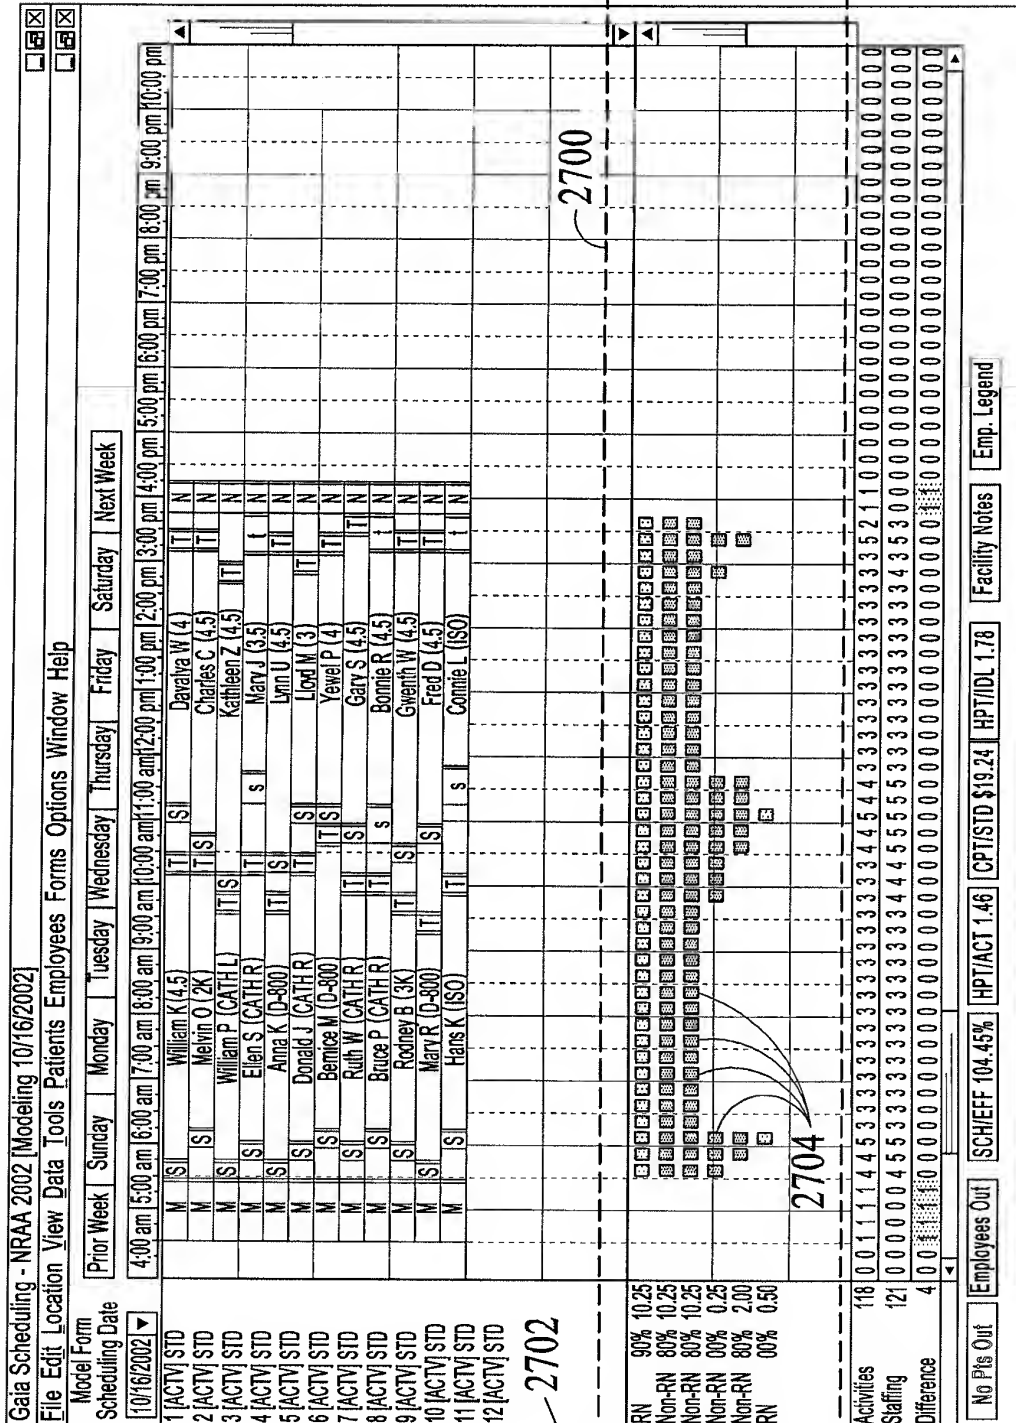 Gaia Scheduling - NRAA 2002 [Modeling 10/16/2002]
File Edit Location View Data Tools Patients Employees Forms Options Window Help
Model Form
Scheduling Date
Prior Week Sunday Monday Tuesday Wednesday Thursday Friday Saturday Next Week
10/16/2002
4:00 am 5:00 am 6:00 am 7:00 am 8:00 am 9:00 am 10:00 am 11:00 am 12:00 pm 1:00 pm 2:00 pm 3:00 pm 4:00 pm 5:00 pm 6:00 pm 7:00 pm 8:00 pm 9:00 pm 10:00 pm
1 [ACTV] STD M S William K (4.5) T S Davalya W (4) T N
2 [ACTV] STD M S Melvin O (2K) T S Charles C (4.5) T N
3 [ACTV] STD M S William P (CATH L) T S Kathleen Z (4.5) T N
4 [ACTV] STD M S Ellen S (CATH R) T s Mary J (3.5) t N
5 [ACTV] STD M S Anna K (D-800) T S Lynn U (4.5) T N
6 [ACTV] STD M S Donald J (CATH R) T S Lloyd M (3) T N
7 [ACTV] STD M S Bernice M (D-800) T S Yewel P (4) T N
8 [ACTV] STD M S Ruth W (CATH R) T S Gary S (4.5) T N
9 [ACTV] STD M S Bruce P (CATH R) T s Bonnie R (4.5) t N
10 [ACTV] STD M S Rodney B (3K) T S Gwenth W (4.5) T N
11 [ACTV] STD M S Mary R (D-800) T S Fred D (4.5) T N
12 [ACTV] STD M S Hans K (ISO) T s Connie L (ISO) t N
2702
2700
RN 90% 10.25
Non-RN 80% 10.25
Non-RN 80% 10.25
Non-RN 00% 0.25
Non-RN 80% 2.00
RN 00% 0.50
2704
Activities 118
Staffing 121
Difference 4
No Pts Out Employees Out SCH/EFF 104.45% HPT/ACT 1.46 CPT/STD $19.24 HPT/IDL 1.78 Facility Notes Emp. Legend